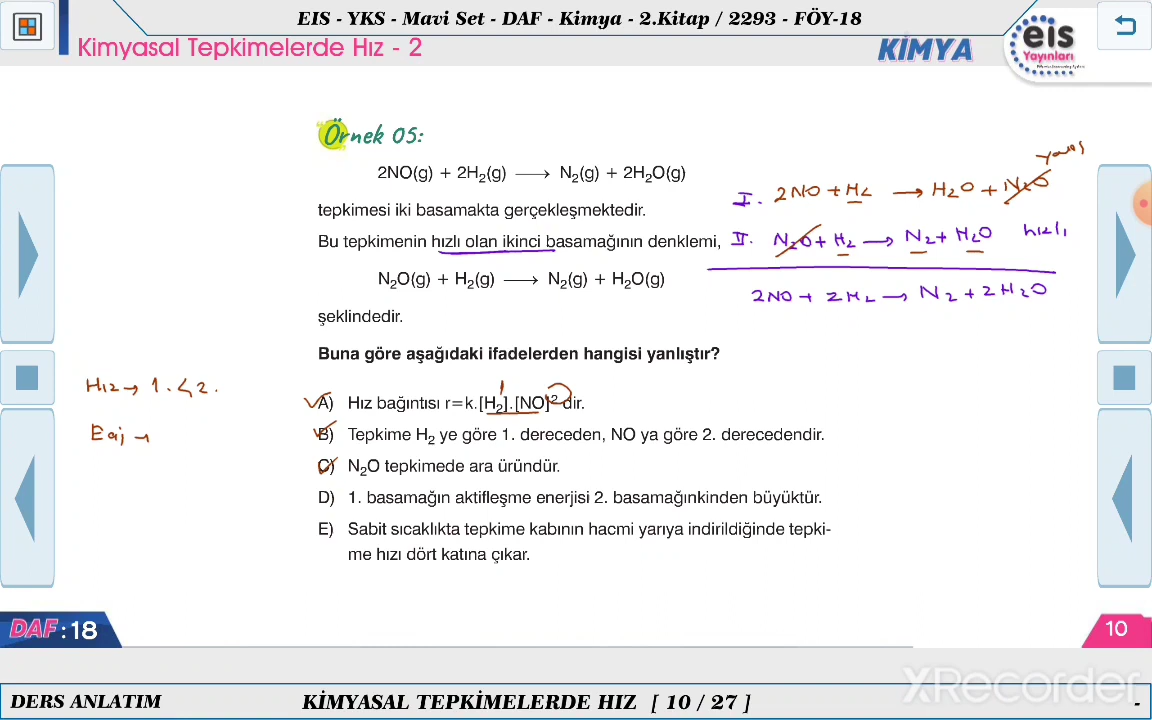 EIS - YKS - Mavi Set - DAF - Kimya - 2.Kitap / 2293 - FÖY-18
Kimyasal Tepkimelerde Hız - 2
KİMYA
eis
Yayınları
Örnek 05:
2NO(g) + 2H₂(g) ⟶ N₂(g) + 2H₂O(g)
tepkimesi iki basamakta gerçekleşmektedir.
Bu tepkimenin hızlı olan ikinci basamağının denklemi,
N₂O(g) + H₂(g) ⟶ N₂(g) + H₂O(g)
şeklindedir.
Buna göre aşağıdaki ifadelerden hangisi yanlıştır?
A) Hız bağıntısı r=k.[H₂].[NO]² dir.
B) Tepkime H₂ ye göre 1. dereceden, NO ya göre 2. derecedendir.
C) N₂O tepkimede ara üründür.
D) 1. basamağın aktifleşme enerjisi 2. basamağınkinden büyüktür.
E) Sabit sıcaklıkta tepkime kabının hacmi yarıya indirildiğinde tepki-
me hızı dört katına çıkar.
yavaş
I. 2NO + H₂ → H₂O + N₂O
II. N₂O + H₂ → N₂ + H₂O hızlı
2NO + 2H₂ → N₂ + 2H₂O
Hız → 1. < 2.
Eaj →
1
DAF : 18
10
XRecorder
DERS ANLATIM
KİMYASAL TEPKİMELERDE HIZ [ 10 / 27 ]
-